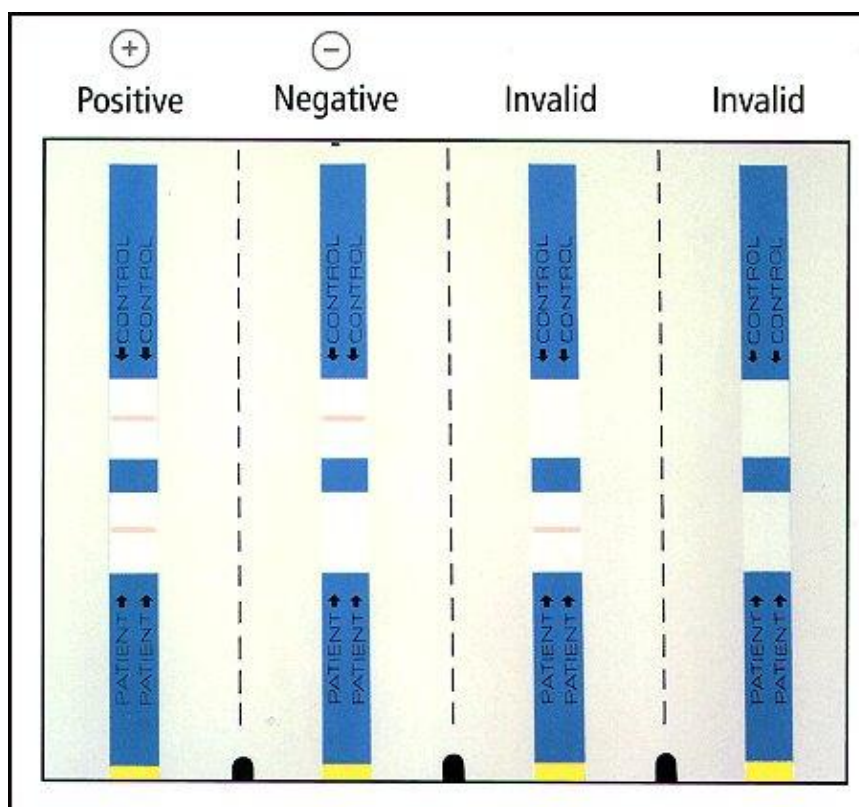 +
−
Positive
Negative
Invalid
Invalid
CONTROL
CONTROL
CONTROL
CONTROL
CONTROL
CONTROL
CONTROL
CONTROL
PATIENT
PATIENT
PATIENT
PATIENT
PATIENT
PATIENT
PATIENT
PATIENT